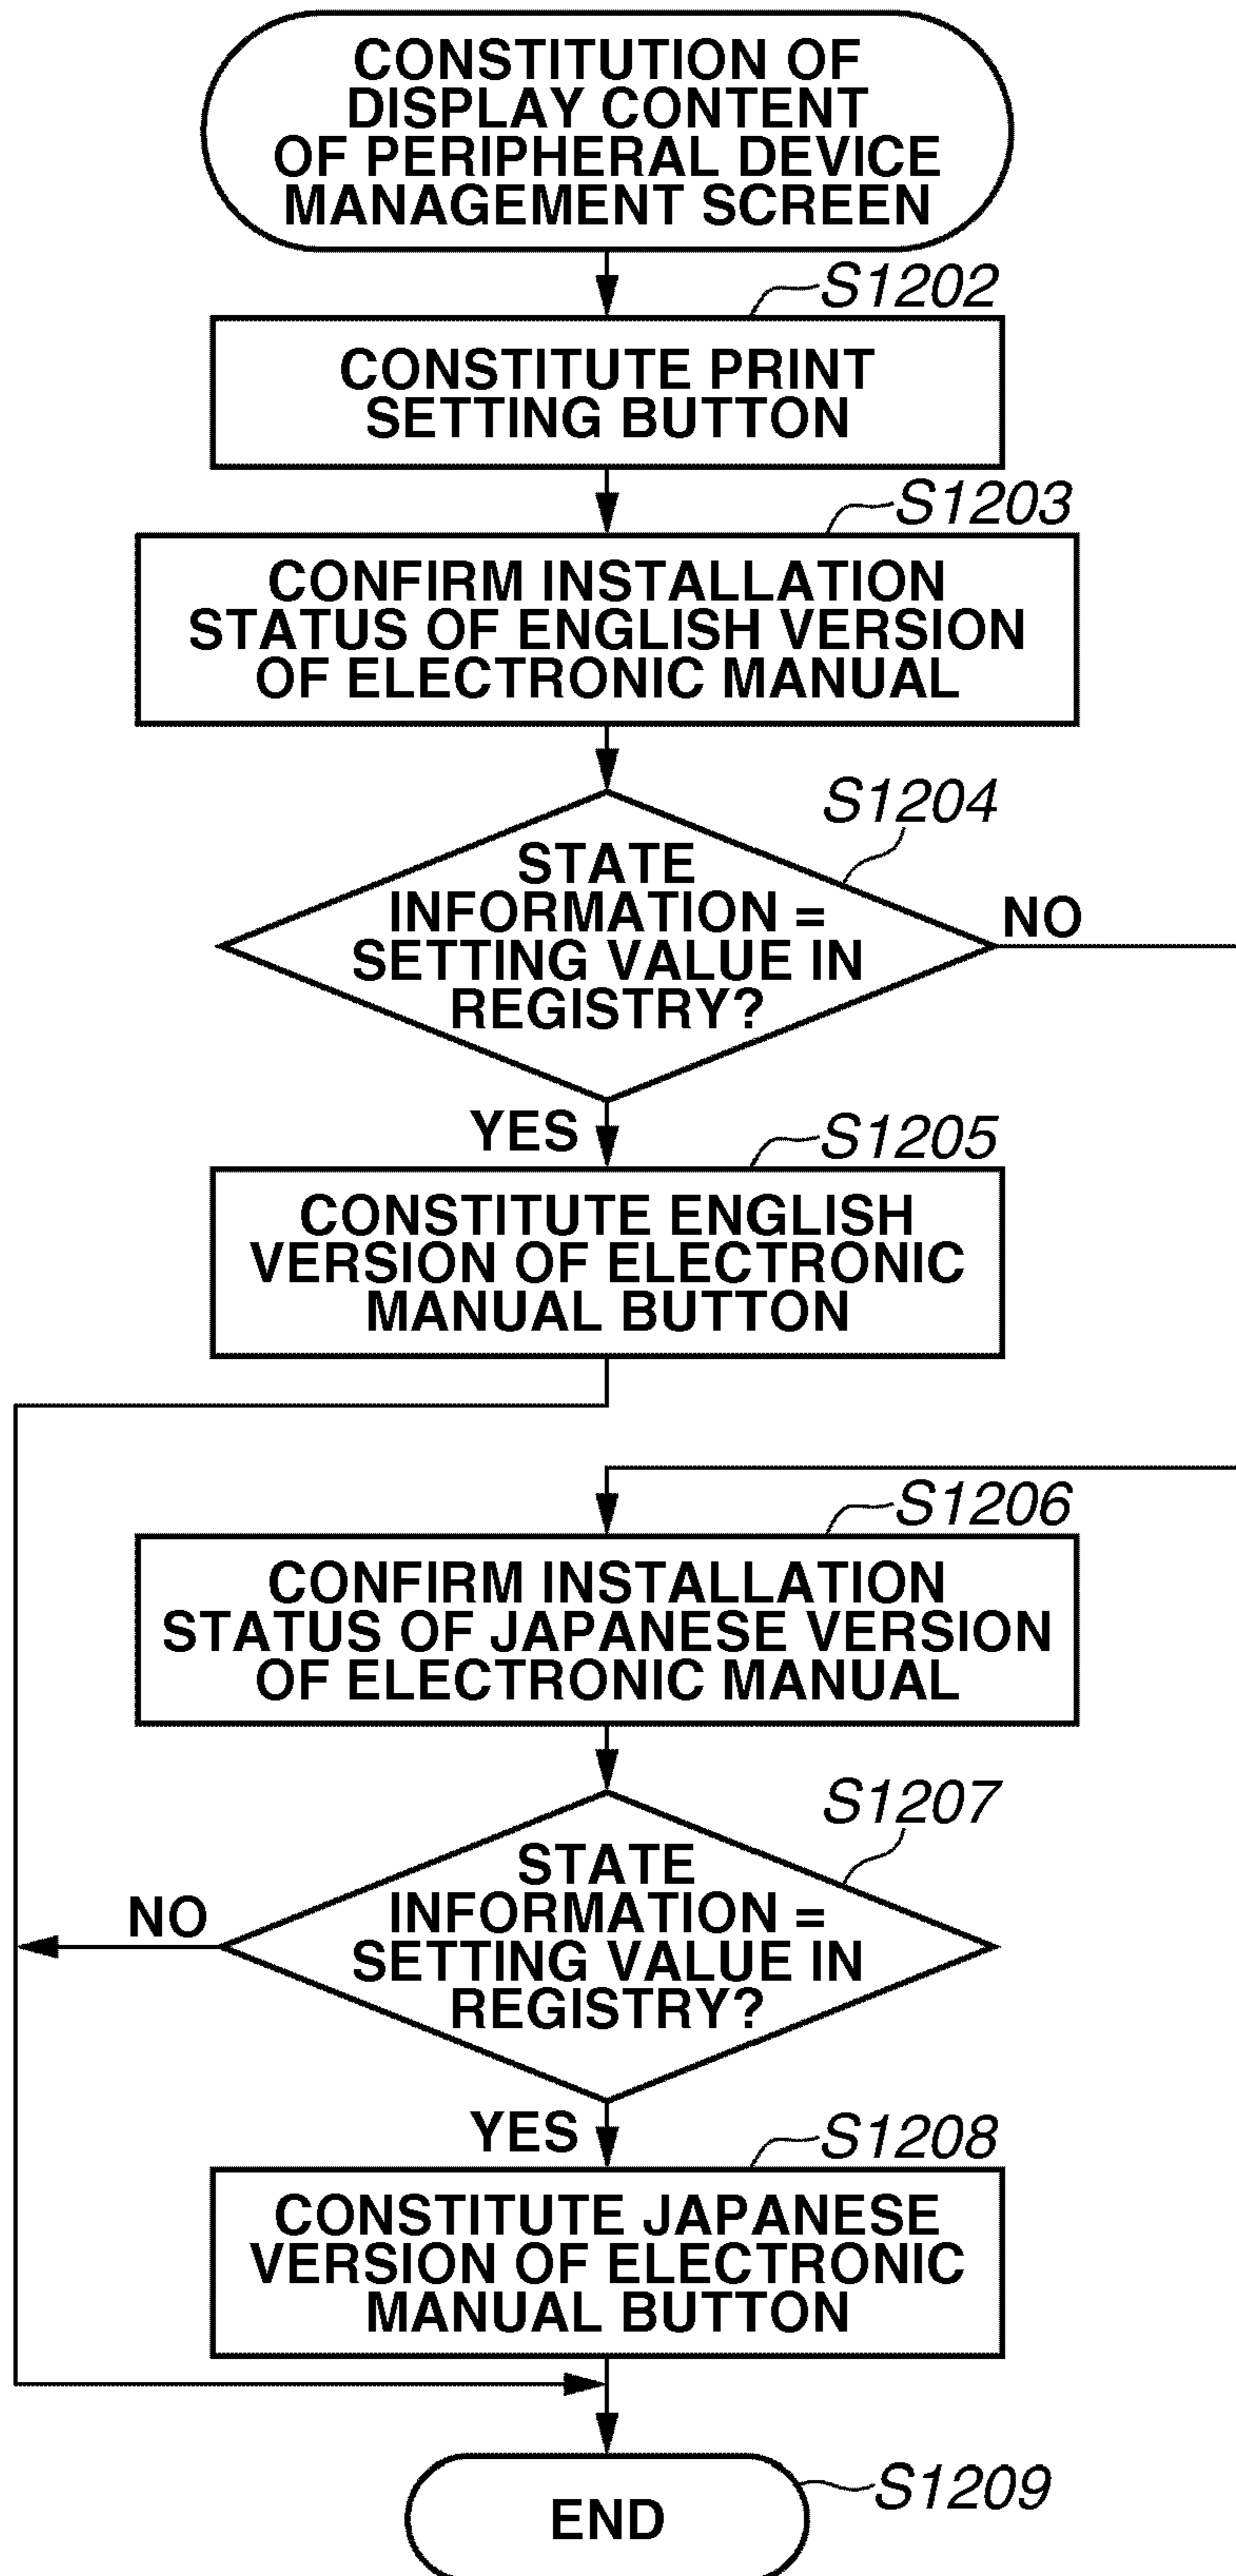 CONSTITUTION OF
DISPLAY CONTENT
OF PERIPHERAL DEVICE
MANAGEMENT SCREEN
S1202
CONSTITUTE PRINT
SETTING BUTTON
S1203
CONFIRM INSTALLATION
STATUS OF ENGLISH VERSION
OF ELECTRONIC MANUAL
S1204
STATE
INFORMATION =
SETTING VALUE IN
REGISTRY?
NO
YES
S1205
CONSTITUTE ENGLISH
VERSION OF ELECTRONIC
MANUAL BUTTON
S1206
CONFIRM INSTALLATION
STATUS OF JAPANESE VERSION
OF ELECTRONIC MANUAL
S1207
STATE
INFORMATION =
SETTING VALUE IN
REGISTRY?
NO
YES
S1208
CONSTITUTE JAPANESE
VERSION OF ELECTRONIC
MANUAL BUTTON
END
S1209